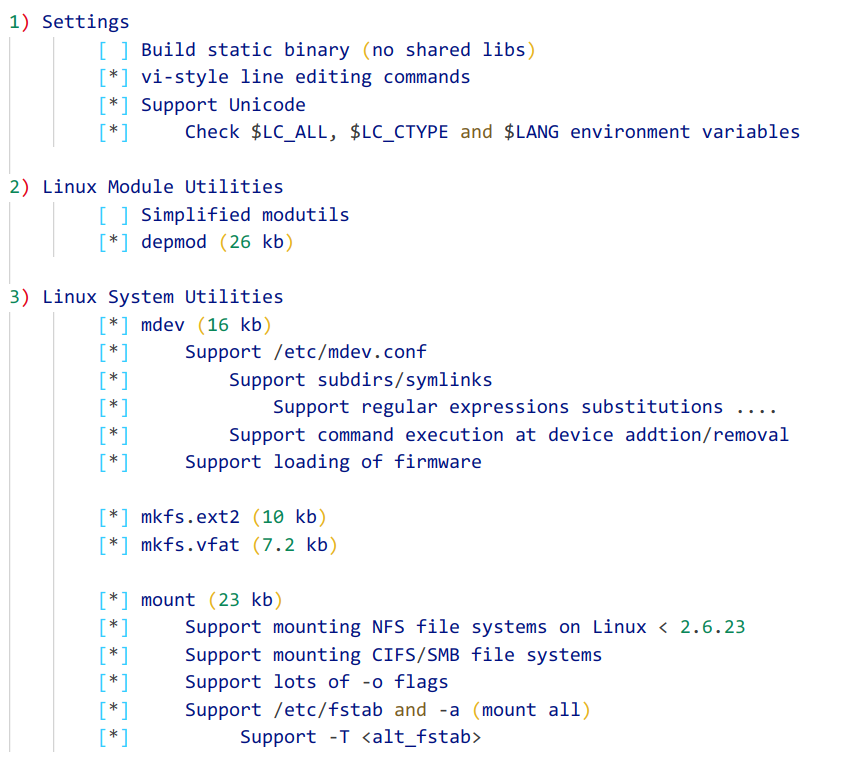 1) Settings
[ ] Build static binary (no shared libs)
[*] vi-style line editing commands
[*] Support Unicode
[*] Check $LC_ALL, $LC_CTYPE and $LANG environment variables
2) Linux Module Utilities
[ ] Simplified modutils
[*] depmod (26 kb)
3) Linux System Utilities
[*] mdev (16 kb)
[*] Support /etc/mdev.conf
[*] Support subdirs/symlinks
[*] Support regular expressions substitutions ....
[*] Support command execution at device addtion/removal
[*] Support loading of firmware
[*] mkfs.ext2 (10 kb)
[*] mkfs.vfat (7.2 kb)
[*] mount (23 kb)
[*] Support mounting NFS file systems on Linux < 2.6.23
[*] Support mounting CIFS/SMB file systems
[*] Support lots of -o flags
[*] Support /etc/fstab and -a (mount all)
[*] Support -T <alt_fstab>